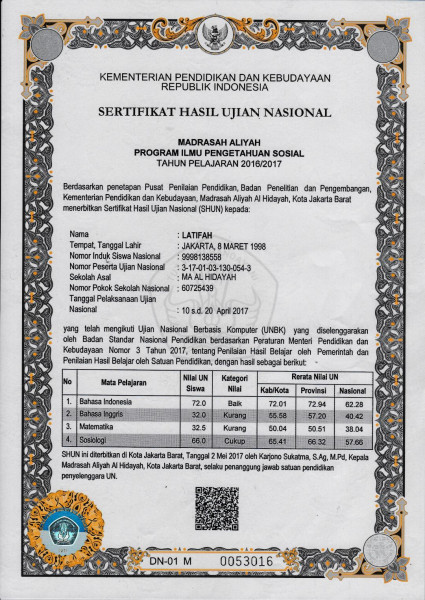 KEMENTERIAN PENDIDIKAN DAN KEBUDAYAAN
REPUBLIK INDONESIA
SERTIFIKAT HASIL UJIAN NASIONAL
MADRASAH ALIYAH
PROGRAM ILMU PENGETAHUAN SOSIAL
TAHUN PELAJARAN 2016/2017
Berdasarkan penetapan Pusat Penilaian Pendidikan, Badan Penelitian dan Pengembangan,
Kementerian Pendidikan dan Kebudayaan, Madrasah Aliyah Al Hidayah, Kota Jakarta Barat
menerbitkan Sertifikat Hasil Ujian Nasional (SHUN) kepada:
Nama : LATIFAH
Tempat, Tanggal Lahir : JAKARTA, 8 MARET 1998
Nomor Induk Siswa Nasional : 9998138558
Nomor Peserta Ujian Nasional : 3-17-01-03-130-054-3
Sekolah Asal : MA AL HIDAYAH
Nomor Pokok Sekolah Nasional : 60725439
Tanggal Pelaksanaan Ujian
Nasional : 10 s.d. 20 April 2017
yang telah mengikuti Ujian Nasional Berbasis Komputer (UNBK) yang diselenggarakan
oleh Badan Standar Nasional Pendidikan berdasarkan Peraturan Menteri Pendidikan dan
Kebudayaan Nomor 3 Tahun 2017, tentang Penilaian Hasil Belajar oleh Pemerintah dan
Penilaian Hasil Belajar oleh Satuan Pendidikan, dengan hasil sebagai berikut:
No Mata Pelajaran Nilai UN Siswa Kategori Nilai Rerata Nilai UN
Kab/Kota Provinsi Nasional
1. Bahasa Indonesia 72.0 Baik 72.01 72.94 62.28
2. Bahasa Inggris 32.0 Kurang 55.58 57.20 40.42
3. Matematika 32.5 Kurang 50.04 50.51 38.04
4. Sosiologi 66.0 Cukup 65.41 66.32 57.66
SHUN ini diterbitkan di Kota Jakarta Barat, Tanggal 2 Mei 2017 oleh Karjono Sukatma, S.Ag, M.Pd, Kepala
Madrasah Aliyah Al Hidayah, Kota Jakarta Barat, selaku penanggung jawab satuan pendidikan
penyelenggara UN.
DN-01 M 0053016